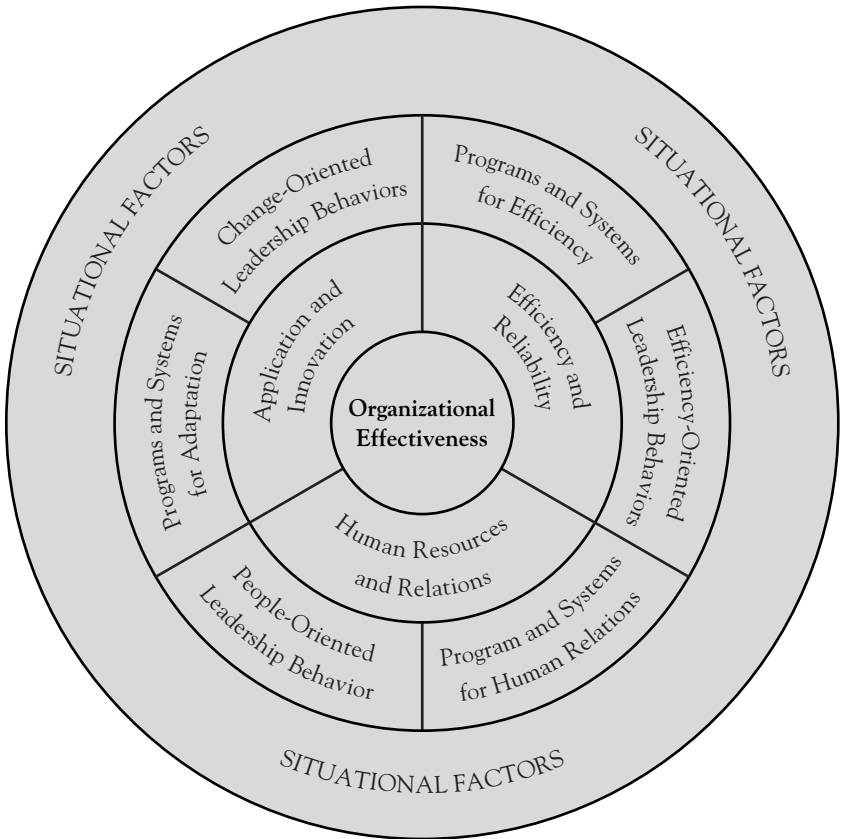 SITUATIONAL FACTORS
SITUATIONAL FACTORS
Change-Oriented
Leadership Behaviors
Programs and Systems
for Efficiency
Application and
Innovation
Efficiency and
Reliability
Efficiency-Oriented
Leadership Behaviors
Programs and Systems
for Adaptation
Organizational
Effectiveness
Human Resources
and Relations
People-Oriented
Leadership Behavior
Program and Systems
for Human Relations
SITUATIONAL FACTORS